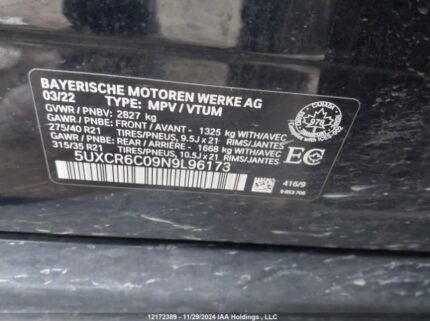 BAYERISCHE MOTOREN WERKE AG
03/22 TYPE: MPV / VTUM
GVWR / PNBV: 2827 kg
GAWR / PNBE: FRONT / AVANT - 1325 kg WITH/AVEC
275/40 R21 TIRES/PNEUS, 9.5J x 21 RIMS/JANTES
GAWR / PNBE: REAR / ARRIÈRE - 1668 kg WITH/AVEC
315/35 R21 TIRES/PNEUS, 10.5J x 21 RIMS/JANTES
5UXCR6C09N9L96173
CANADA
978
EC
416/9
12172389 - 11/29/2024 IAA Holdings , LLC